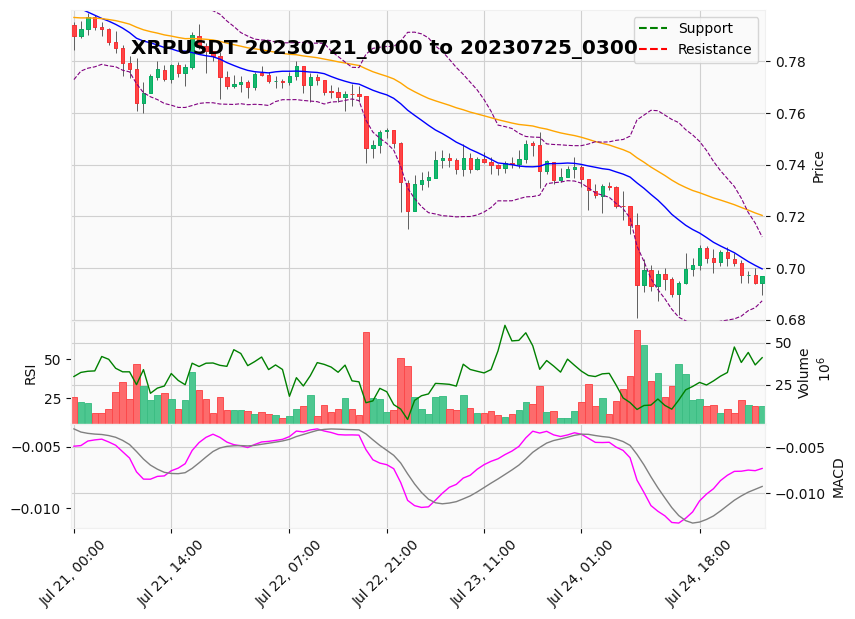 XRPUSDT 20230721_0000 to 20230725_0300
Support
Resistance
0.78
0.76
0.74
0.72
0.70
0.68
Price
50
25
RSI
50
25
Volume
10^6
−0.005
−0.010
−0.005
−0.010
MACD
Jul 21, 00:00
Jul 21, 14:00
Jul 22, 07:00
Jul 22, 21:00
Jul 23, 11:00
Jul 24, 01:00
Jul 24, 18:00